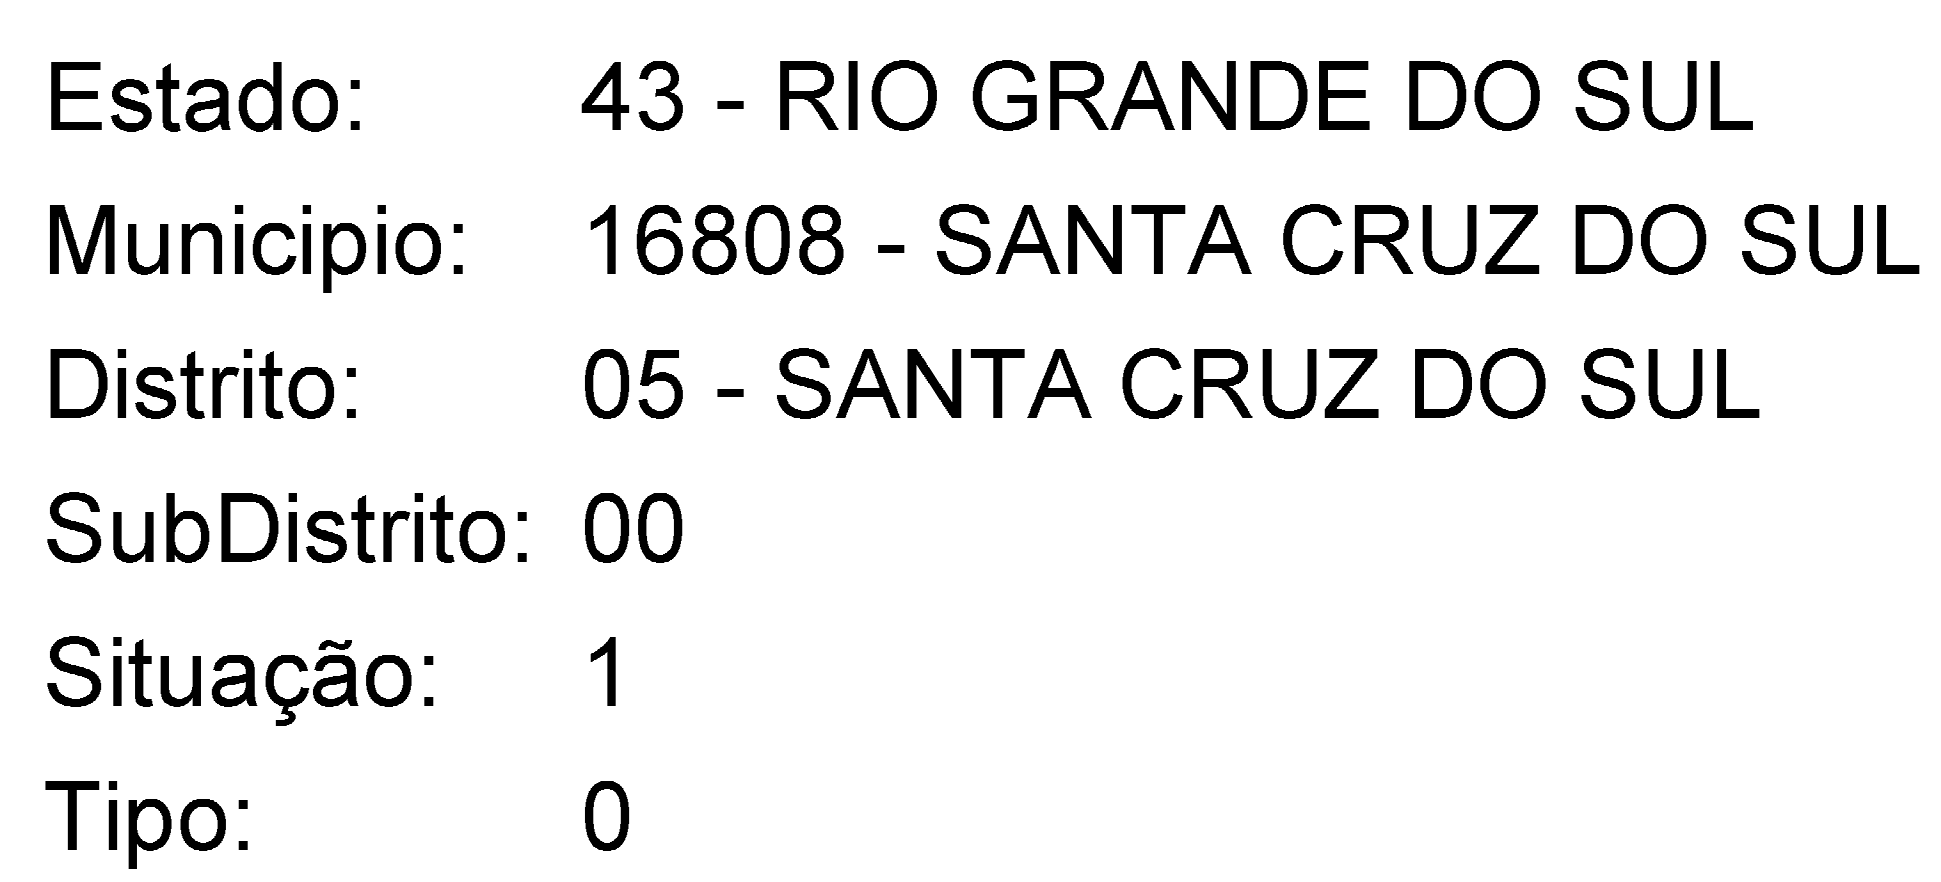 Estado: 43 - RIO GRANDE DO SUL
Municipio: 16808 - SANTA CRUZ DO SUL
Distrito: 05 - SANTA CRUZ DO SUL
SubDistrito: 00
Situação: 1
Tipo: 0